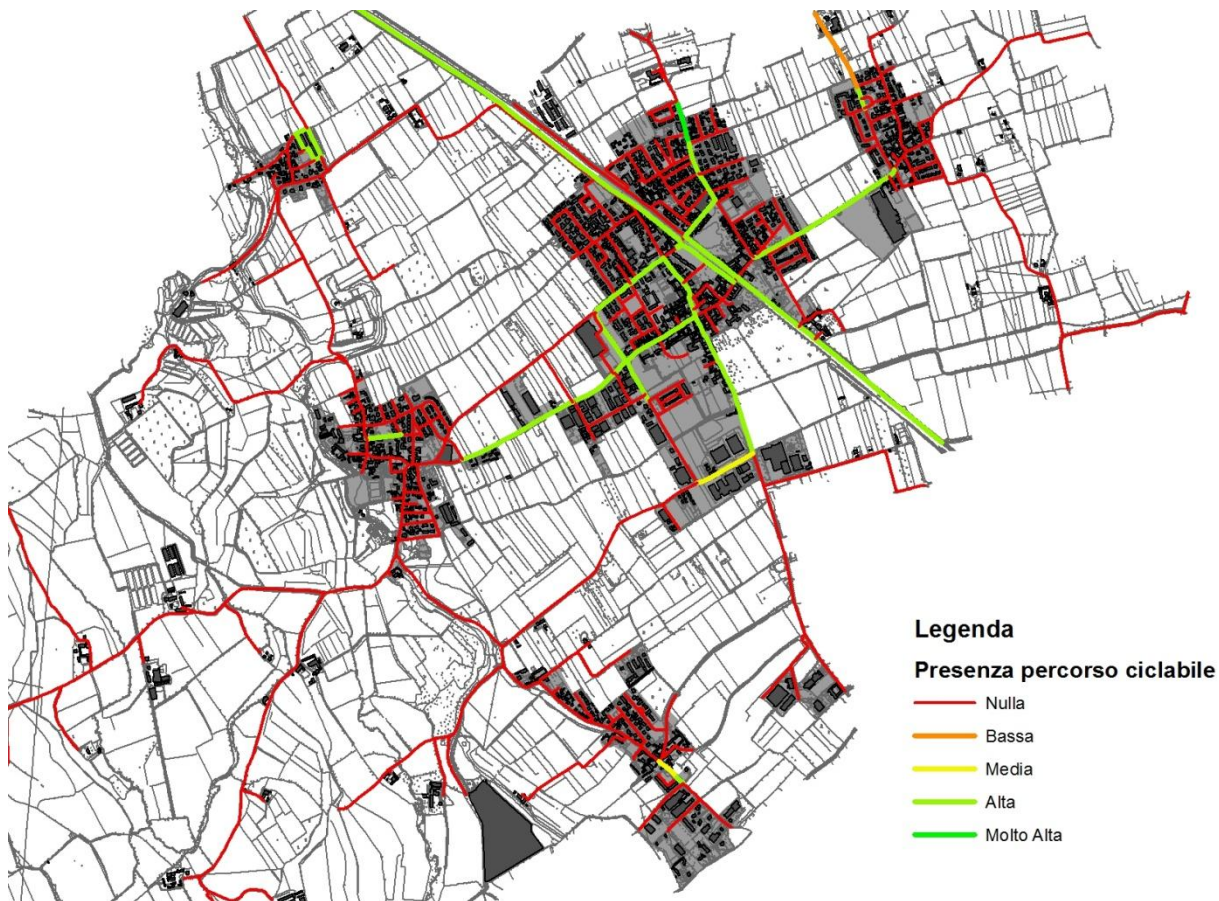 Legenda
Presenza percorso ciclabile
Nulla
Bassa
Media
Alta
Molto Alta